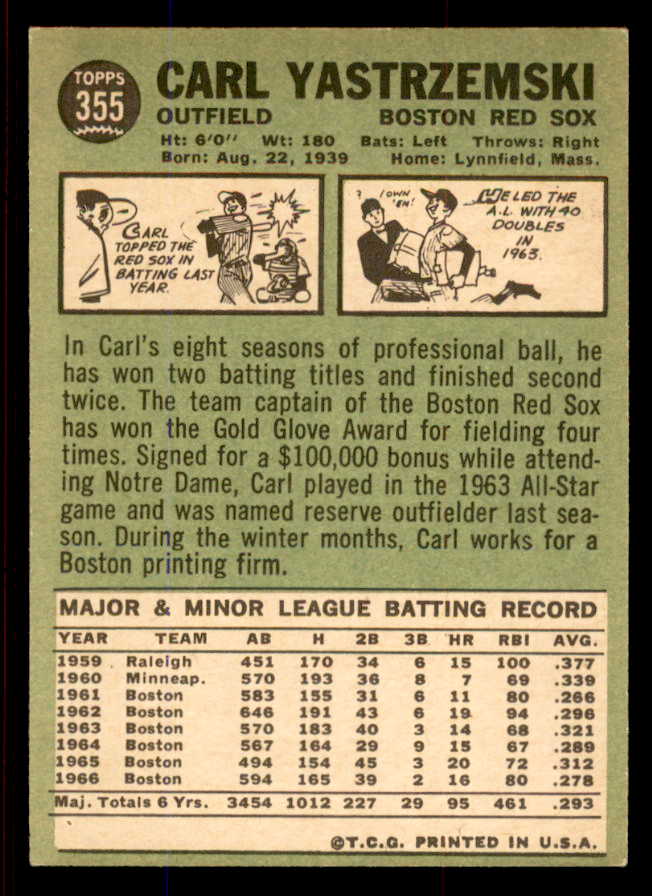 TOPPS
355
CARL YASTRZEMSKI
OUTFIELD BOSTON RED SOX
Ht: 6'0" Wt: 180 Bats: Left Throws: Right
Born: Aug. 22, 1939 Home: Lynnfield, Mass.
CARL
TOPPED THE
RED SOX IN
BATTING LAST
YEAR.
?
I OWN
'EM!
HE LED THE
A.L. WITH 40
DOUBLES
IN
1963.
In Carl's eight seasons of professional ball, he
has won two batting titles and finished second
twice. The team captain of the Boston Red Sox
has won the Gold Glove Award for fielding four
times. Signed for a $100,000 bonus while attend-
ing Notre Dame, Carl played in the 1963 All-Star
game and was named reserve outfielder last sea-
son. During the winter months, Carl works for a
Boston printing firm.
MAJOR & MINOR LEAGUE BATTING RECORD
YEAR TEAM AB H 2B 3B HR RBI AVG.
1959 Raleigh 451 170 34 6 15 100 .377
1960 Minneap. 570 193 36 8 7 69 .339
1961 Boston 583 155 31 6 11 80 .266
1962 Boston 646 191 43 6 19 94 .296
1963 Boston 570 183 40 3 14 68 .321
1964 Boston 567 164 29 9 15 67 .289
1965 Boston 494 154 45 3 20 72 .312
1966 Boston 594 165 39 2 16 80 .278
Maj. Totals 6 Yrs. 3454 1012 227 29 95 461 .293
©T.C.G. PRINTED IN U.S.A.